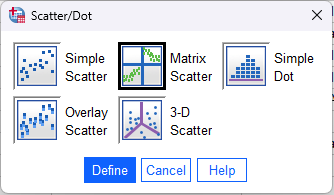 Scatter/Dot
Simple Scatter
Matrix Scatter
Simple Dot
Overlay Scatter
3-D Scatter
Define Cancel Help